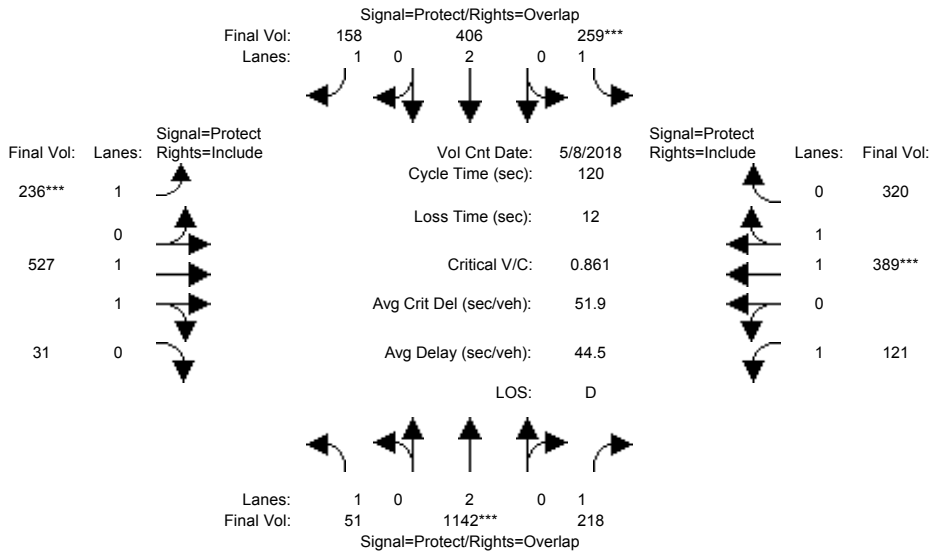 Signal=Protect/Rights=Overlap
Final Vol: 158 406 259***
Lanes: 1 0 2 0 1
Signal=Protect
Final Vol: Lanes: Rights=Include
Vol Cnt Date: 5/8/2018
Signal=Protect
Rights=Include Lanes: Final Vol:
Cycle Time (sec): 120
236*** 1
0 320
Loss Time (sec): 12
0
1
527 1
Critical V/C: 0.861
1 389***
1
Avg Crit Del (sec/veh): 51.9
0
31 0
Avg Delay (sec/veh): 44.5
1 121
LOS: D
Lanes: 1 0 2 0 1
Final Vol: 51 1142*** 218
Signal=Protect/Rights=Overlap